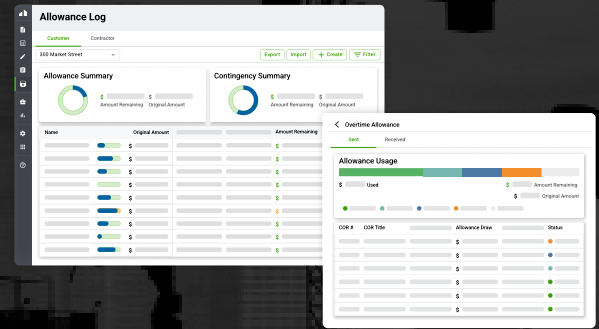 Allowance Log
Customer
Contractor
300 Market Street
Export
Import
+ Create
Filter
Allowance Summary
$
$
Amount Remaining
Original Amount
Contingency Summary
$
$
Amount Remaining
Original Amount
Name
Original Amount
Amount Remaining
$ $
$ $
$ $
$ $
$ $
$ $
$ $
$ $
$ $
Overtime Allowance
Sent
Received
Allowance Usage
$ Used
$ Amount Remaining
$ Original Amount
COR #
COR Title
Allowance Draw
Status
$
$
$
$
$
$